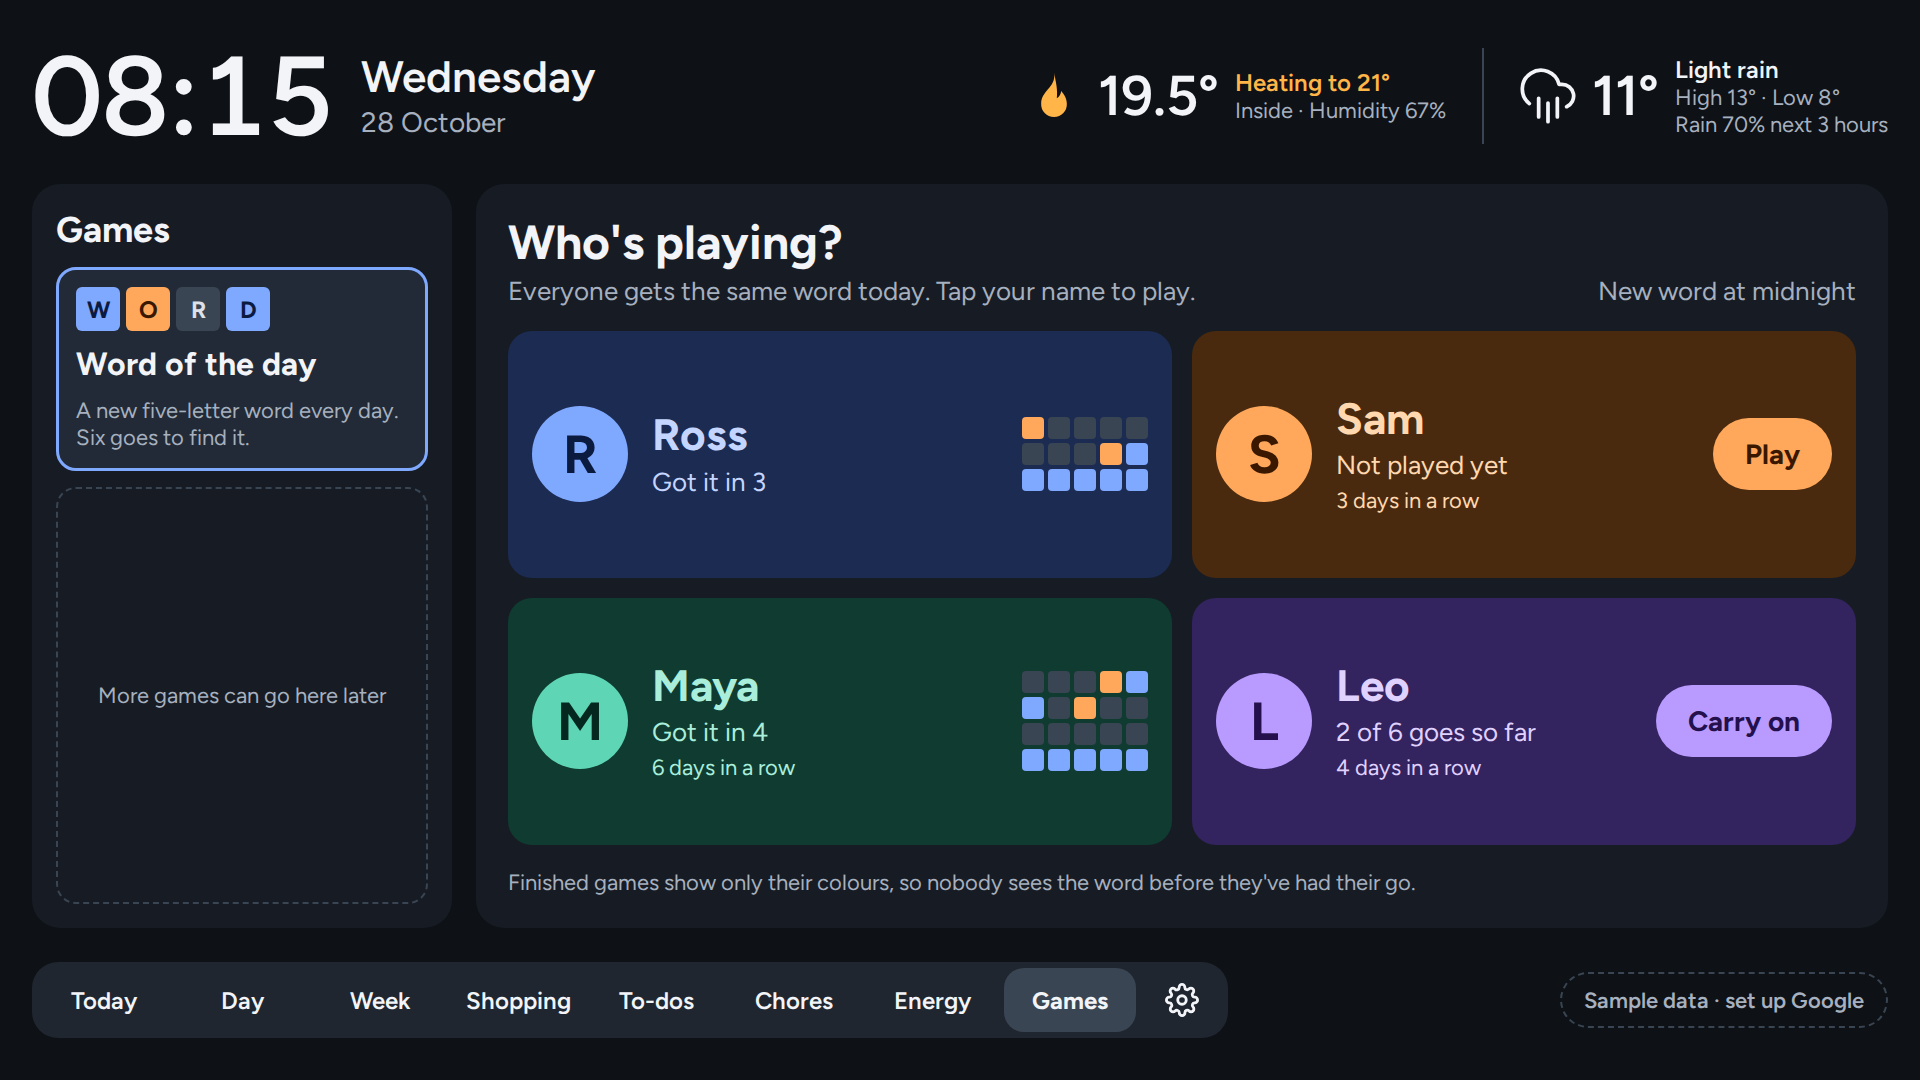 08:15
Wednesday
28 October
19.5°
Heating to 21°
Inside · Humidity 67%
11°
Light rain
High 13° · Low 8°
Rain 70% next 3 hours
Games
W O R D
Word of the day
A new five-letter word every day.
Six goes to find it.
More games can go here later
Who's playing?
Everyone gets the same word today. Tap your name to play.
New word at midnight
R
Ross
Got it in 3
S
Sam
Not played yet
3 days in a row
Play
M
Maya
Got it in 4
6 days in a row
L
Leo
2 of 6 goes so far
4 days in a row
Carry on
Finished games show only their colours, so nobody sees the word before they've had their go.
Today
Day
Week
Shopping
To-dos
Chores
Energy
Games
Sample data · set up Google